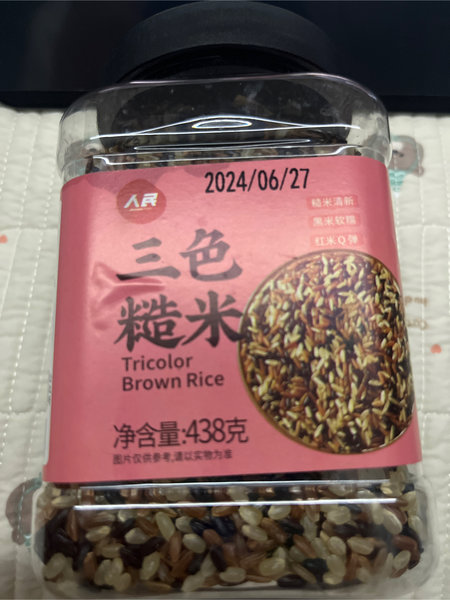 2024/06/27
人民
糙米清新
黑米软糯
红米Q弹
三色
糙米
Tricolor
Brown Rice
净含量:438克
图片仅供参考,请以实物为准